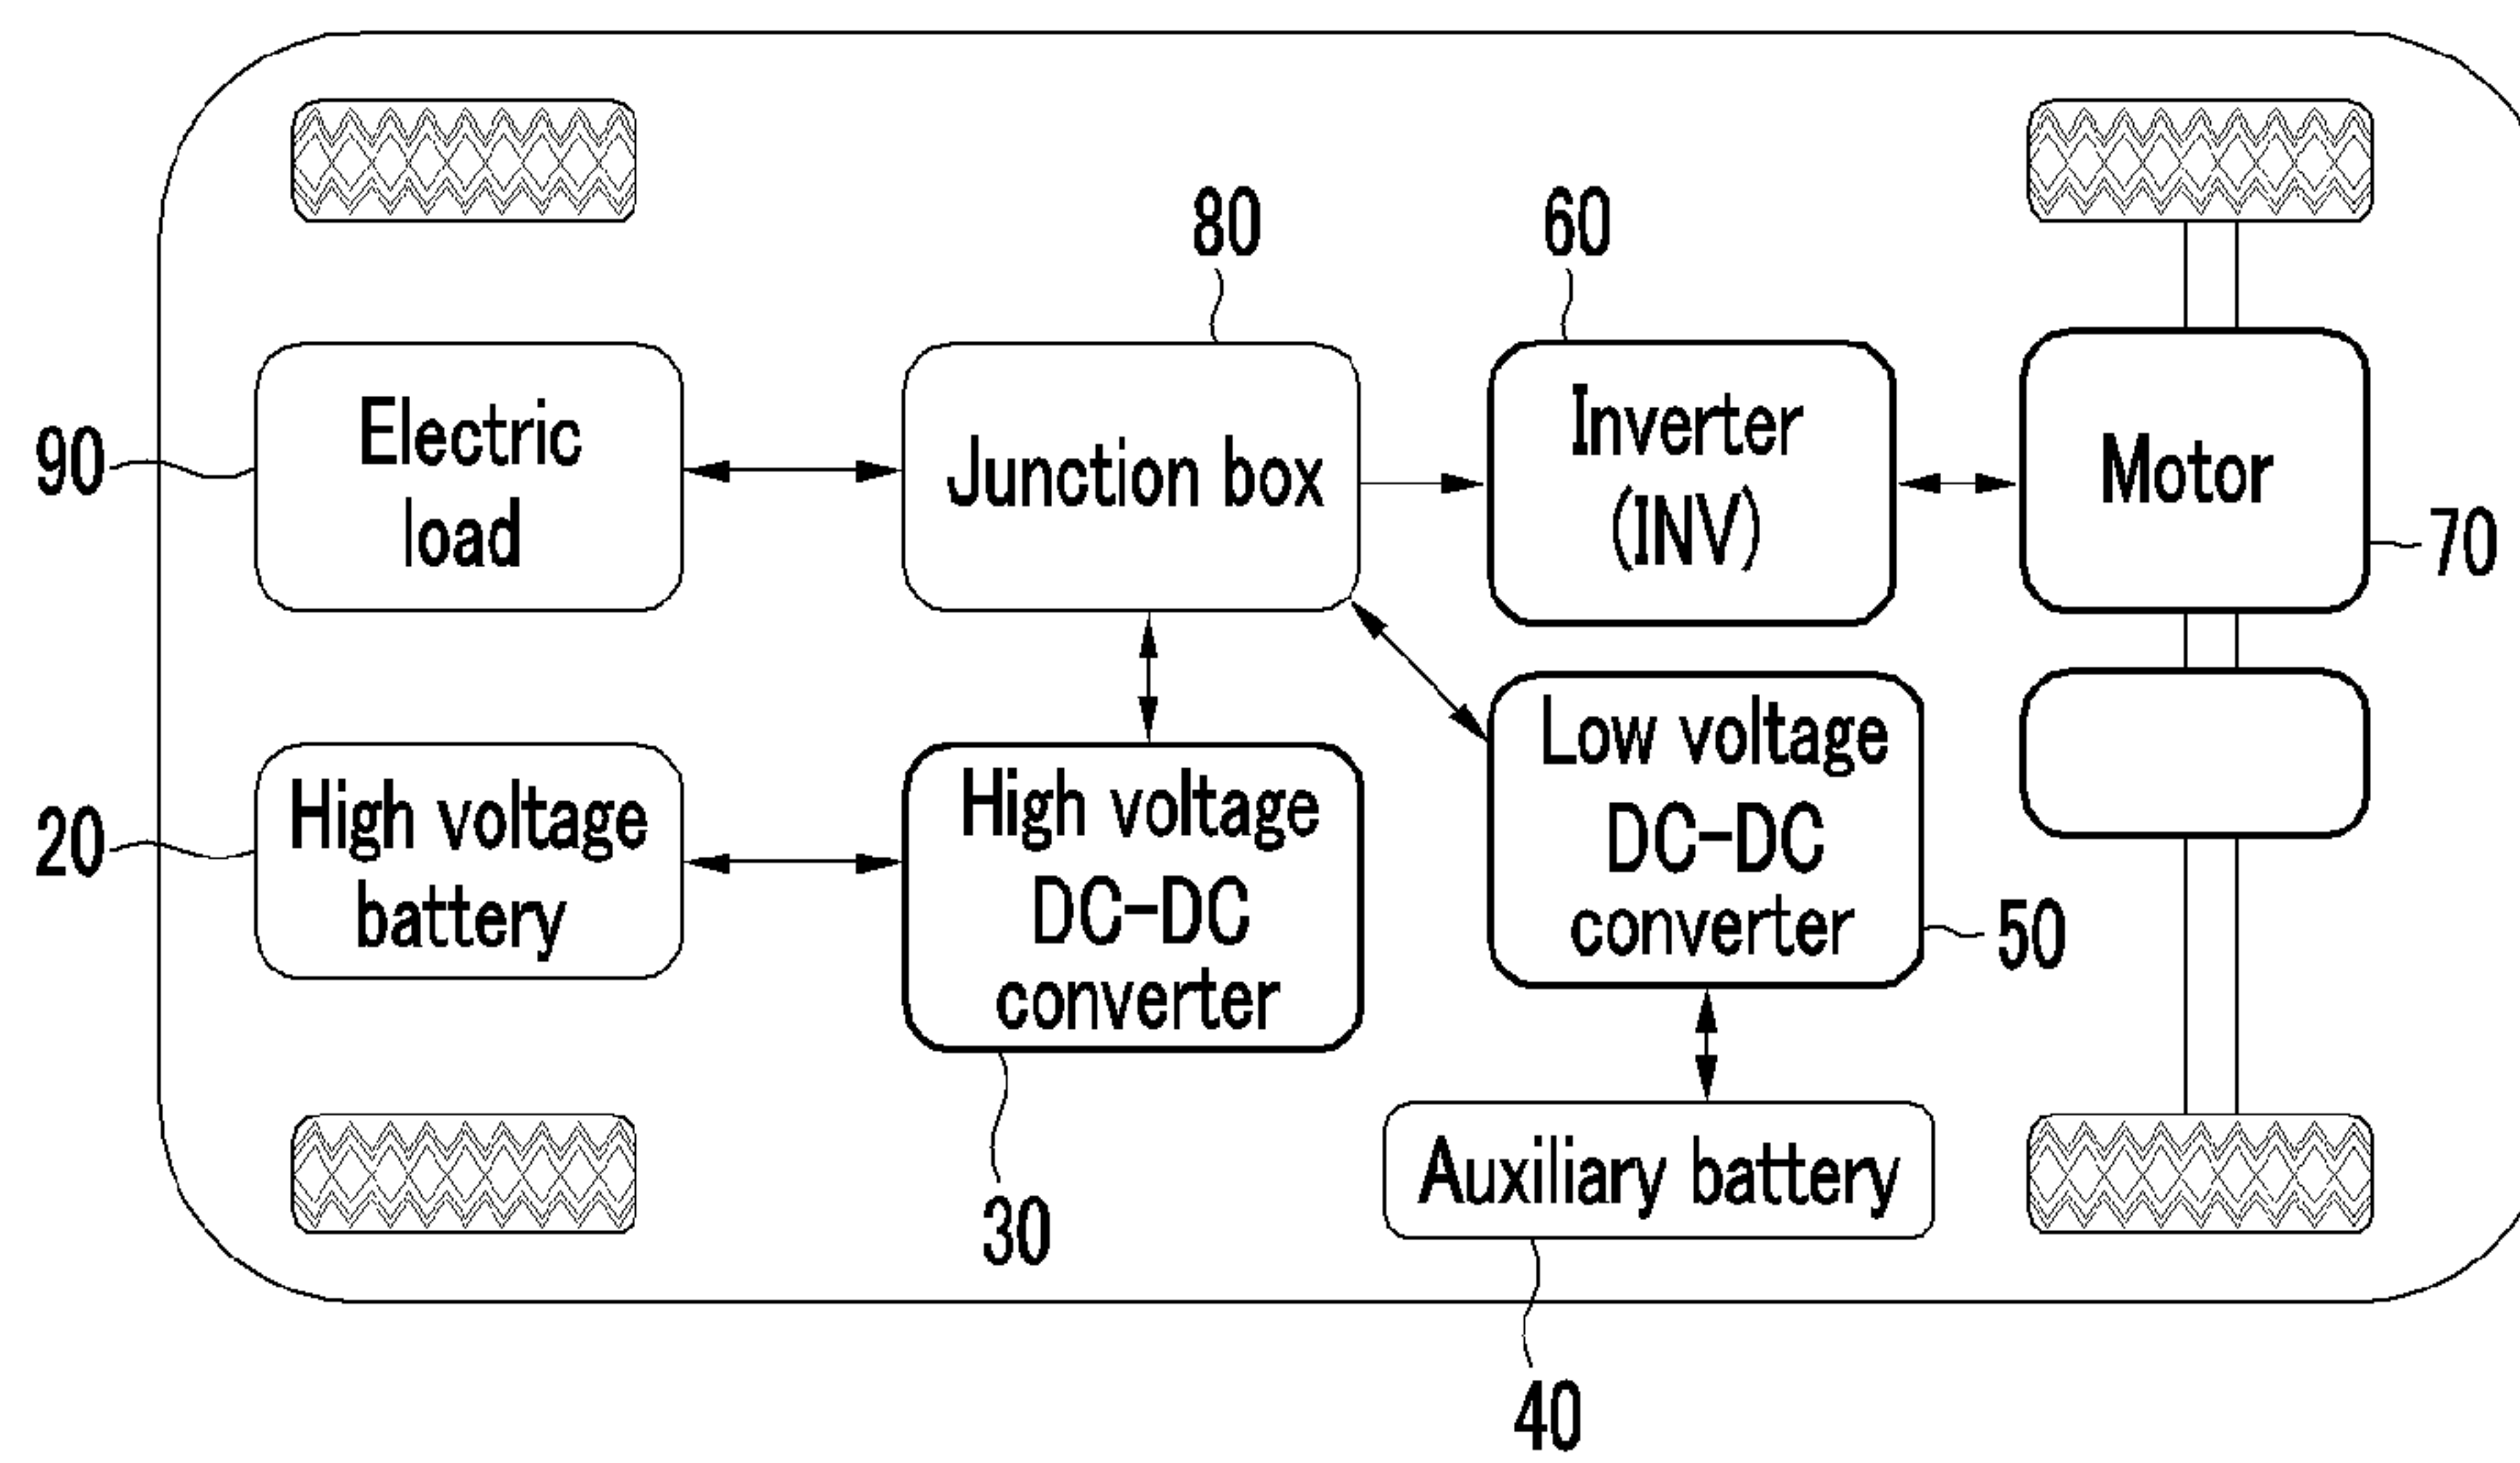 80
60
90
Electric
load
Junction box
Inverter
(INV)
Motor
70
20
High voltage
battery
High voltage
DC-DC
converter
Low voltage
DC-DC
converter
50
30
Auxiliary battery
40